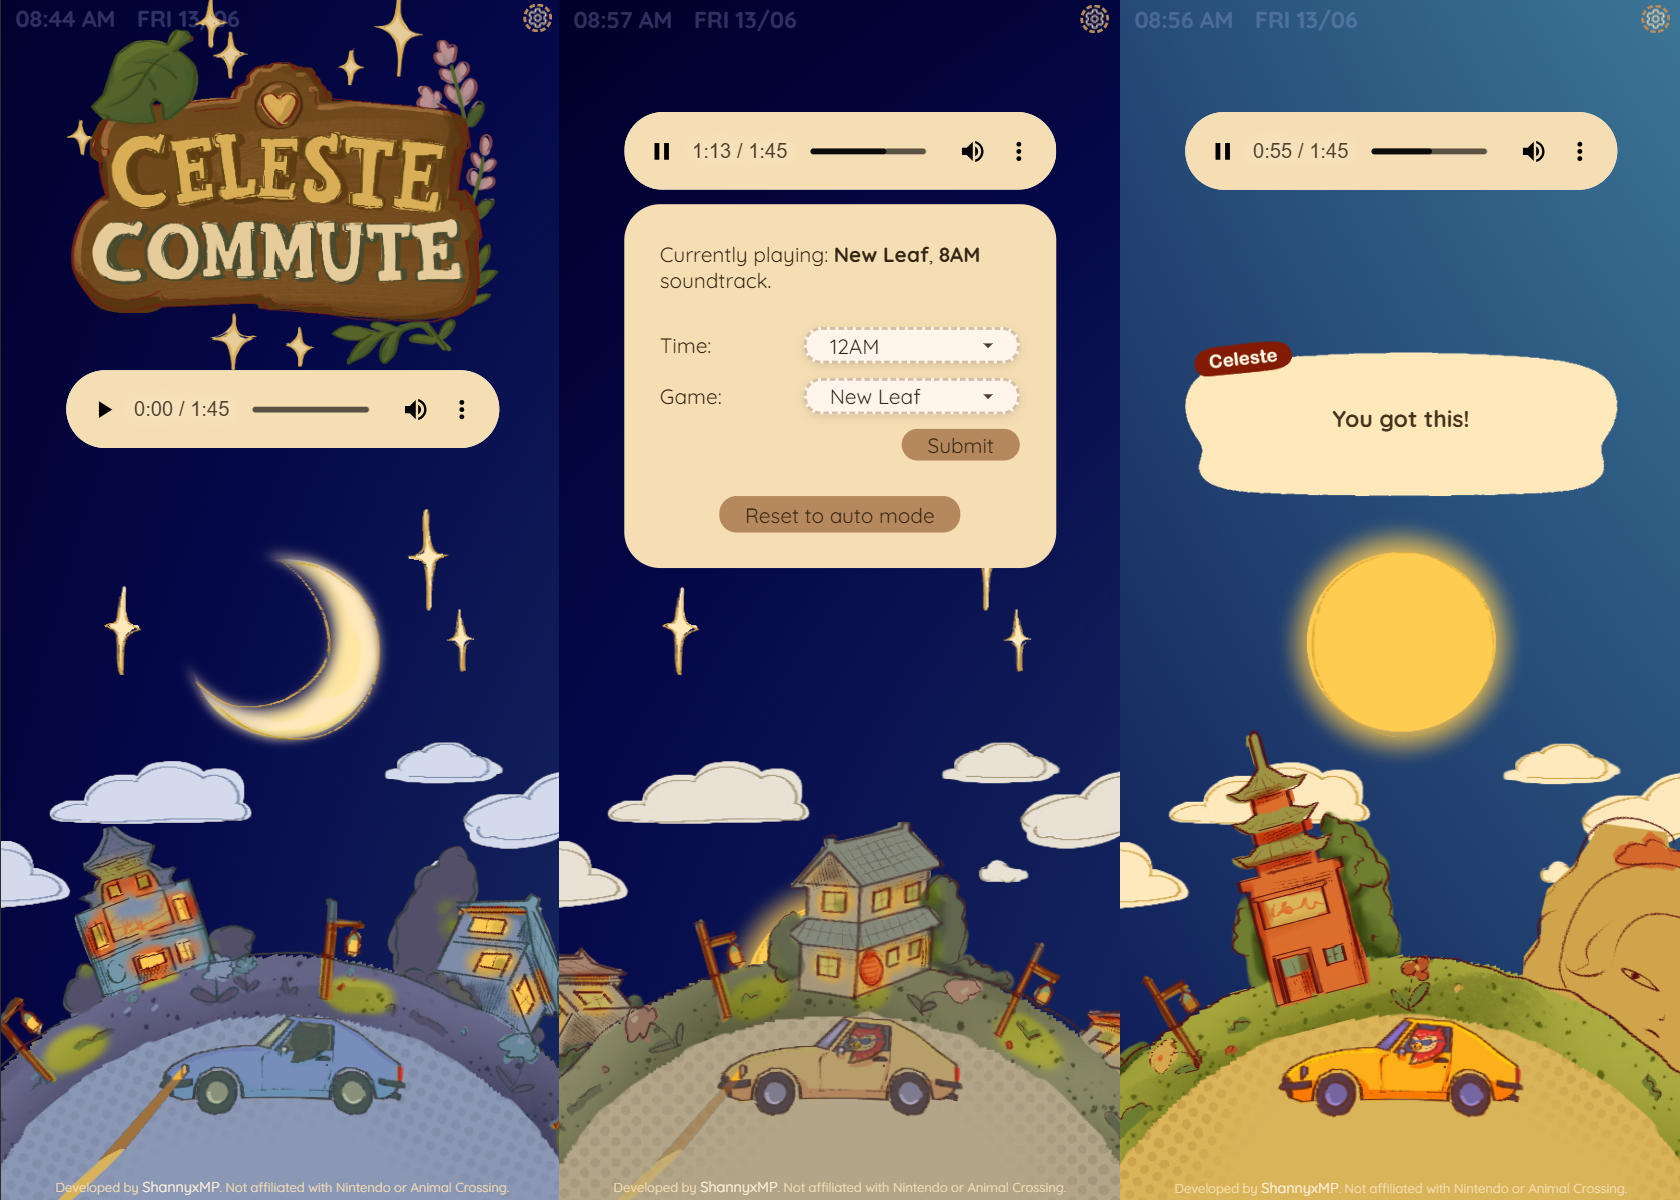 08:44 AM FRI 13/06
CELESTE
COMMUTE
0:00 / 1:45
Developed by ShannyxMP. Not affiliated with Nintendo or Animal Crossing.
08:57 AM FRI 13/06
1:13 / 1:45
Currently playing: New Leaf, 8AM
soundtrack.
Time: 12AM
Game: New Leaf
Submit
Reset to auto mode
Developed by ShannyxMP. Not affiliated with Nintendo or Animal Crossing.
08:56 AM FRI 13/06
0:55 / 1:45
Celeste
You got this!
Developed by ShannyxMP. Not affiliated with Nintendo or Animal Crossing.